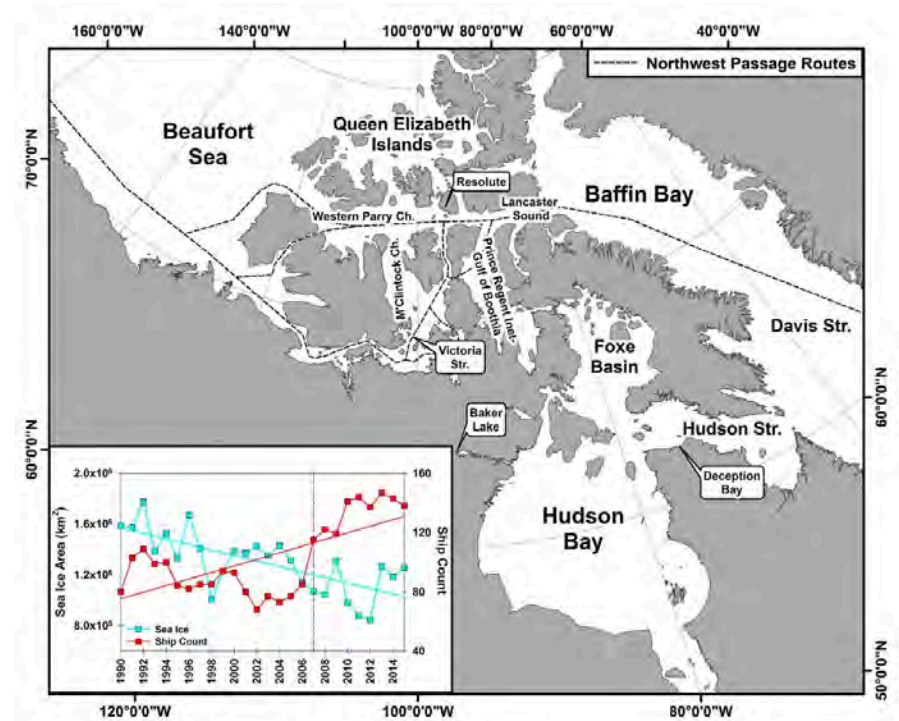 160°0'0"W
140°0'0"W
100°0'0"W
80°0'0"W
60°0'0"W
40°0'0"W
Northwest Passage Routes
Beaufort
Sea
Queen Elizabeth
Islands
70°0'0"N
Resolute
Baffin Bay
Lancaster
Sound
Western Parry Ch.
M'Clintock Ch.
Prince Regent Inlet-
Gulf of Boothia
Davis Str.
Victoria
Str.
Foxe
Basin
60°0'0"N
Baker
Lake
Hudson Str.
60°0'0"N
Deception
Bay
Hudson
Bay
2.0x10⁶
160
1.6x10⁶
120
1.2x10⁶
80
8.0x10⁵
40
Sea Ice Area (km²)
Ship Count
Sea Ice
Ship Count
1990
1992
1994
1996
1998
2000
2002
2004
2006
2008
2010
2012
2014
50°0'0"N
120°0'0"W
100°0'0"W
80°0'0"W